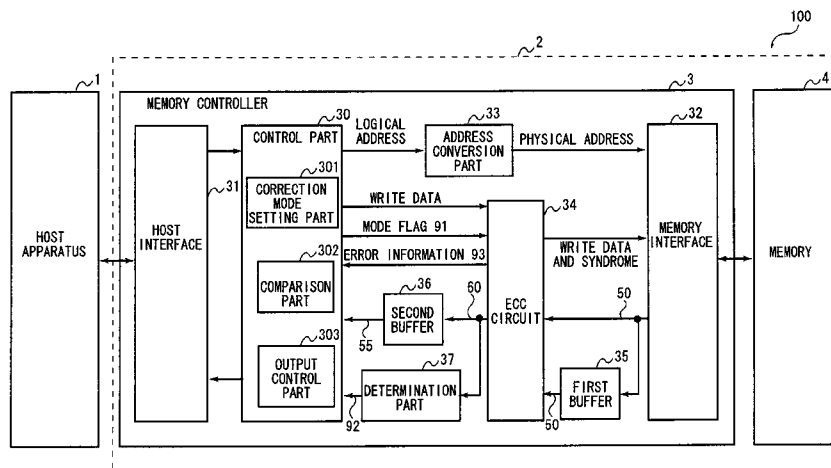 100
2
1
3
4
MEMORY CONTROLLER
30
CONTROL PART
LOGICAL
ADDRESS
33
ADDRESS
CONVERSION
PART
PHYSICAL ADDRESS
32
31
301
CORRECTION
MODE
SETTING PART
WRITE DATA
34
MODE FLAG 91
HOST
APPARATUS
HOST
INTERFACE
ERROR INFORMATION 93
WRITE DATA
AND SYNDROME
MEMORY
INTERFACE
MEMORY
302
COMPARISON
PART
36
SECOND
BUFFER
60
55
ECC
CIRCUIT
50
303
OUTPUT
CONTROL
PART
37
DETERMINATION
PART
92
35
FIRST
BUFFER
50